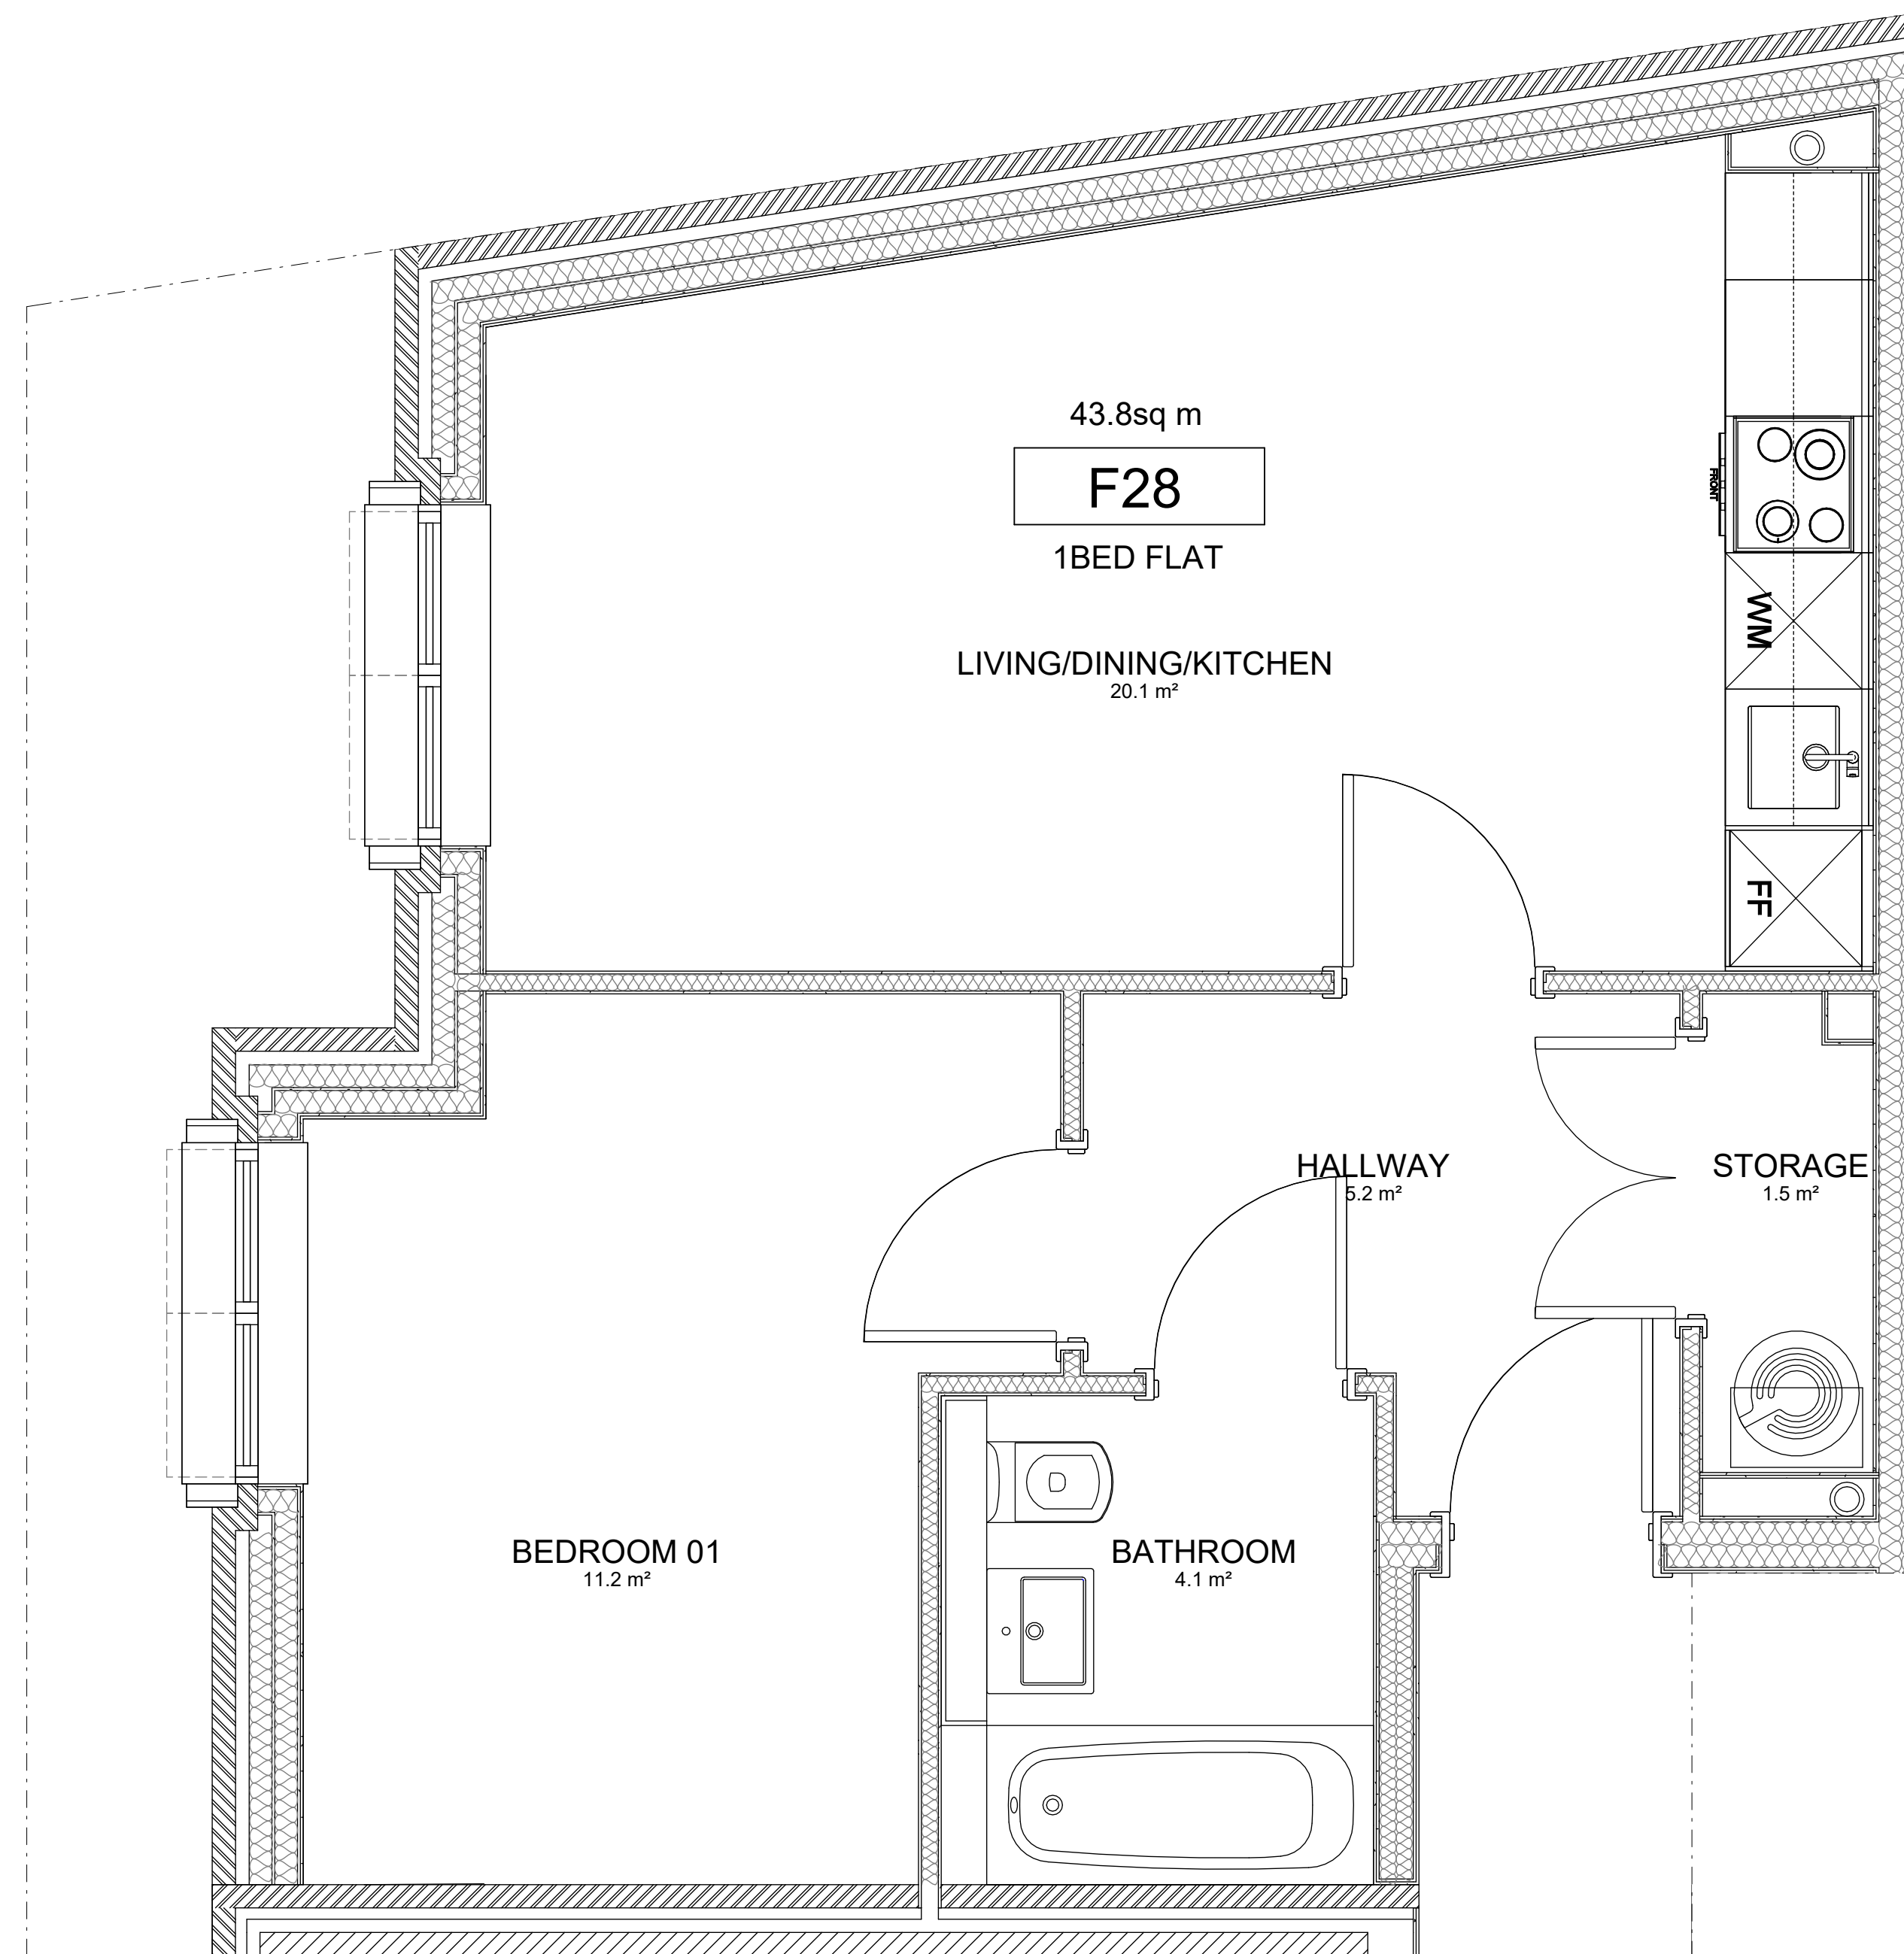 43.8sq m
F28
1BED FLAT
FRONT
WM
LIVING/DINING/KITCHEN
20.1 m²
FF
HALLWAY
5.2 m²
STORAGE
1.5 m²
BEDROOM 01
11.2 m²
BATHROOM
4.1 m²